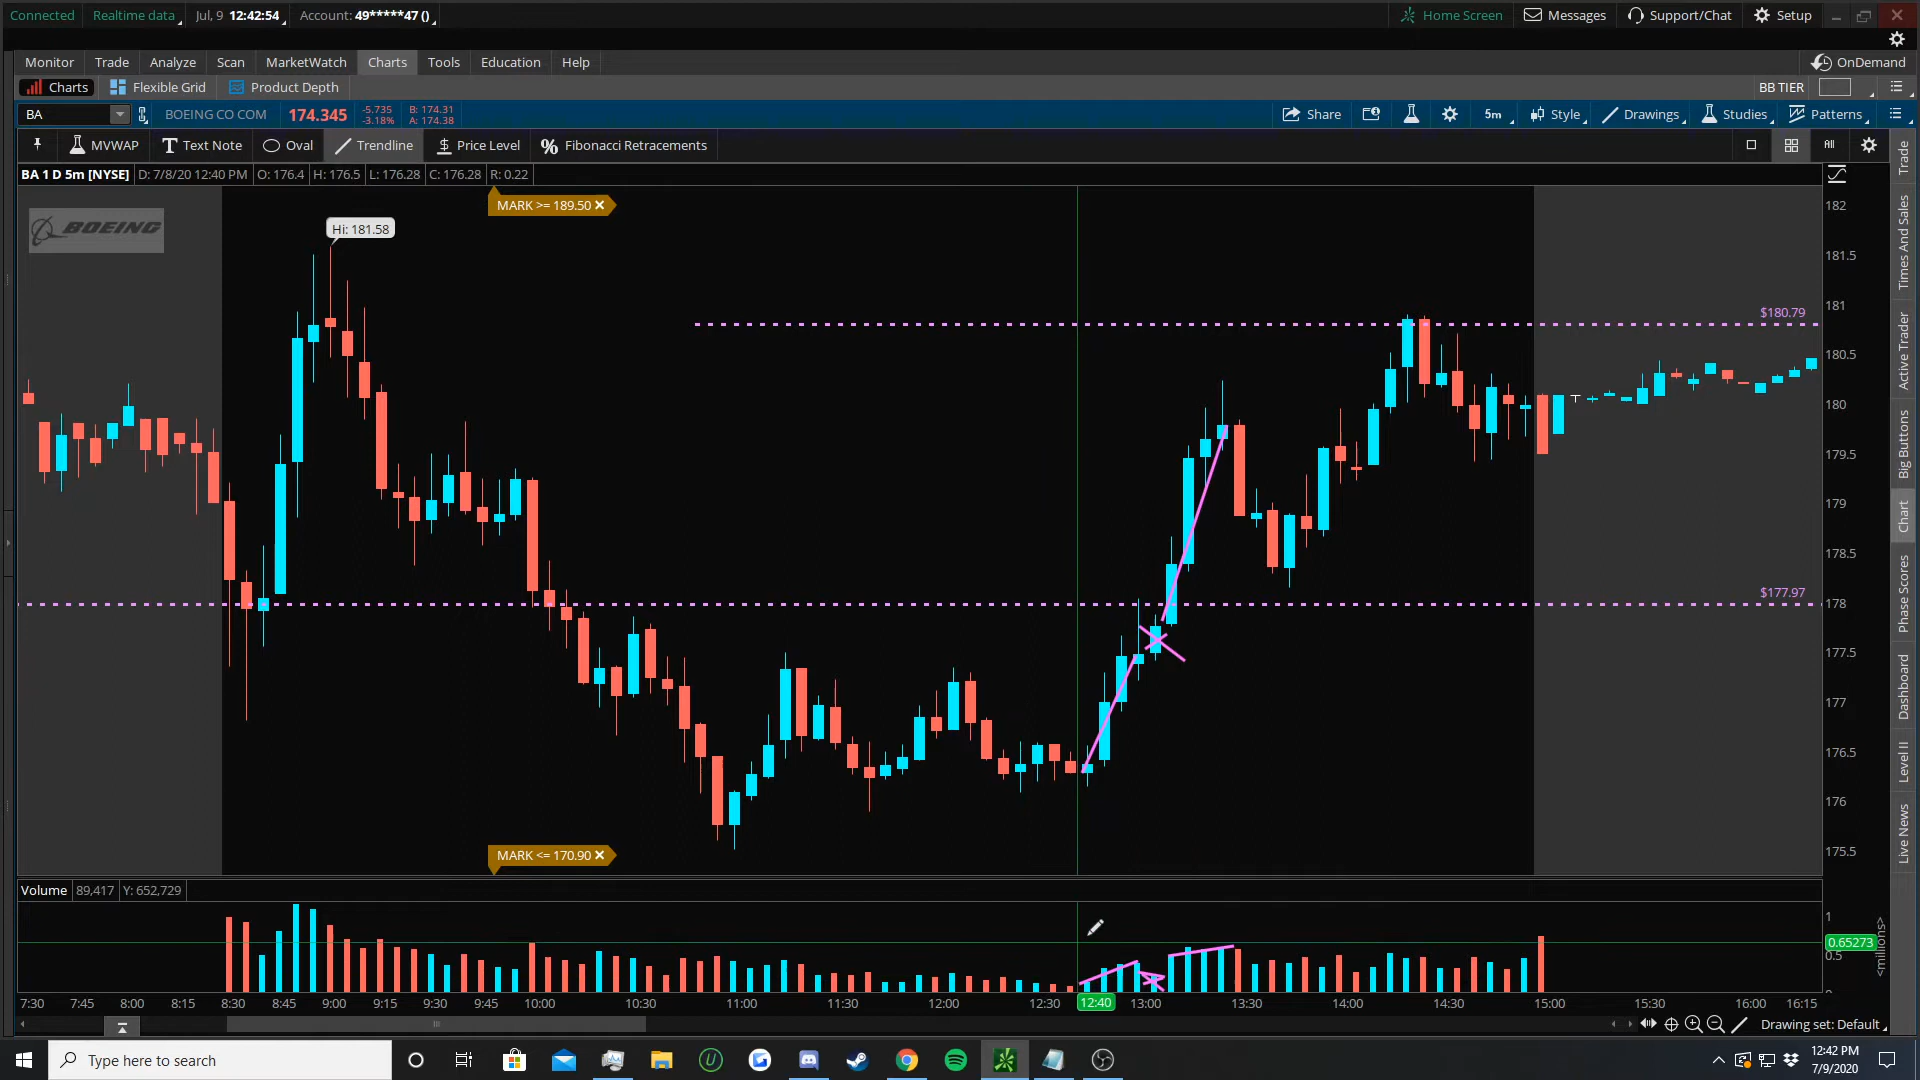 Connected Realtime data Jul, 9 12:42:54 Account: 49*****47 () Home Screen Messages Support/Chat Setup
Monitor Trade Analyze Scan MarketWatch Charts Tools Education Help OnDemand
Charts Flexible Grid Product Depth BB TIER
BA BOEING CO COM 174.345 -5.735 -3.18% B: 174.31 A: 174.38 Share 5m Style Drawings Studies Patterns
MVWAP Text Note Oval Trendline Price Level Fibonacci Retracements All
BA 1 D 5m [NYSE] D: 7/8/20 12:40 PM O: 176.4 H: 176.5 L: 176.28 C: 176.28 R: 0.22
MARK >= 189.50
BOEING
Hi: 181.58
$180.79
$177.97
182
181.5
181
180.5
180
179.5
179
178.5
178
177.5
177
176.5
176
175.5
MARK <= 170.90
Volume 89,417 Y: 652,729
1
0.65273
0.5
0
<millions>
7:30 7:45 8:00 8:15 8:30 8:45 9:00 9:15 9:30 9:45 10:00 10:30 11:00 11:30 12:00 12:30 12:40 13:00 13:30 14:00 14:30 15:00 15:30 16:00 16:15
Drawing set: Default
Trade
Times And Sales
Active Trader
Big Buttons
Chart
Phase Scores
Dashboard
Level II
Live News
Type here to search
12:42 PM
7/9/2020